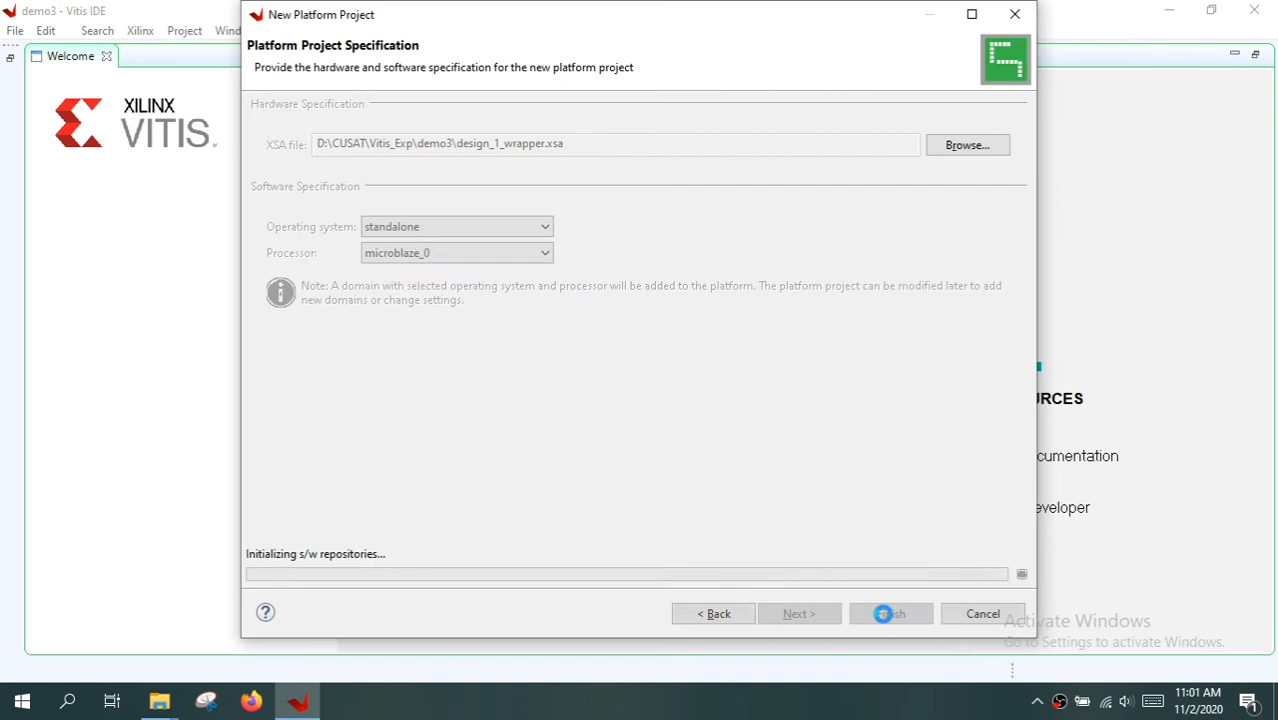 demo3 - Vitis IDE
New Platform Project
File Edit Search Xilinx Project Wind
Platform Project Specification
Provide the hardware and software specification for the new platform project
Welcome
XILINX
VITIS
Hardware Specification
XSA file: D:\CUSAT\Vitis_Exp\demo3\design_1_wrapper.xsa Browse...
Software Specification
Operating system: standalone
Processor: microblaze_0
Note: A domain with selected operating system and processor will be added to the platform. The platform project can be modified later to add
new domains or change settings.
URCES
cumentation
eveloper
Initializing s/w repositories...
< Back Next > Cancel
Activate Windows
Go to Settings to activate Windows.
11:01 AM
11/2/2020
1